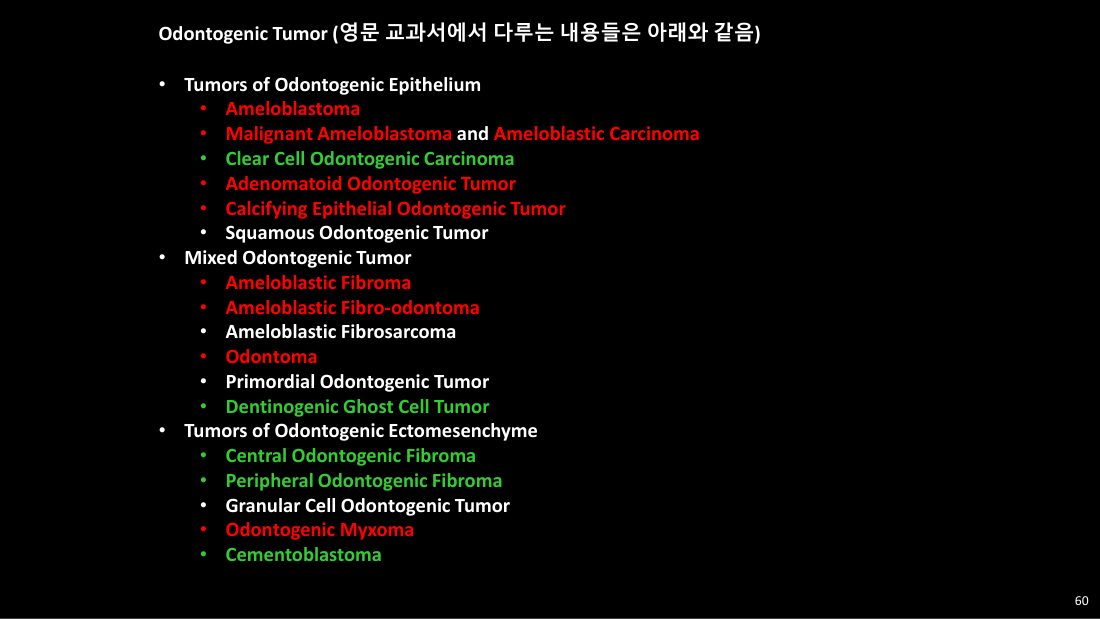 Odontogenic Tumor (영문 교과서에서 다루는 내용들은 아래와 같음)
• Tumors of Odontogenic Epithelium
• Ameloblastoma
• Malignant Ameloblastoma and Ameloblastic Carcinoma
• Clear Cell Odontogenic Carcinoma
• Adenomatoid Odontogenic Tumor
• Calcifying Epithelial Odontogenic Tumor
• Squamous Odontogenic Tumor
• Mixed Odontogenic Tumor
• Ameloblastic Fibroma
• Ameloblastic Fibro-odontoma
• Ameloblastic Fibrosarcoma
• Odontoma
• Primordial Odontogenic Tumor
• Dentinogenic Ghost Cell Tumor
• Tumors of Odontogenic Ectomesenchyme
• Central Odontogenic Fibroma
• Peripheral Odontogenic Fibroma
• Granular Cell Odontogenic Tumor
• Odontogenic Myxoma
• Cementoblastoma
60